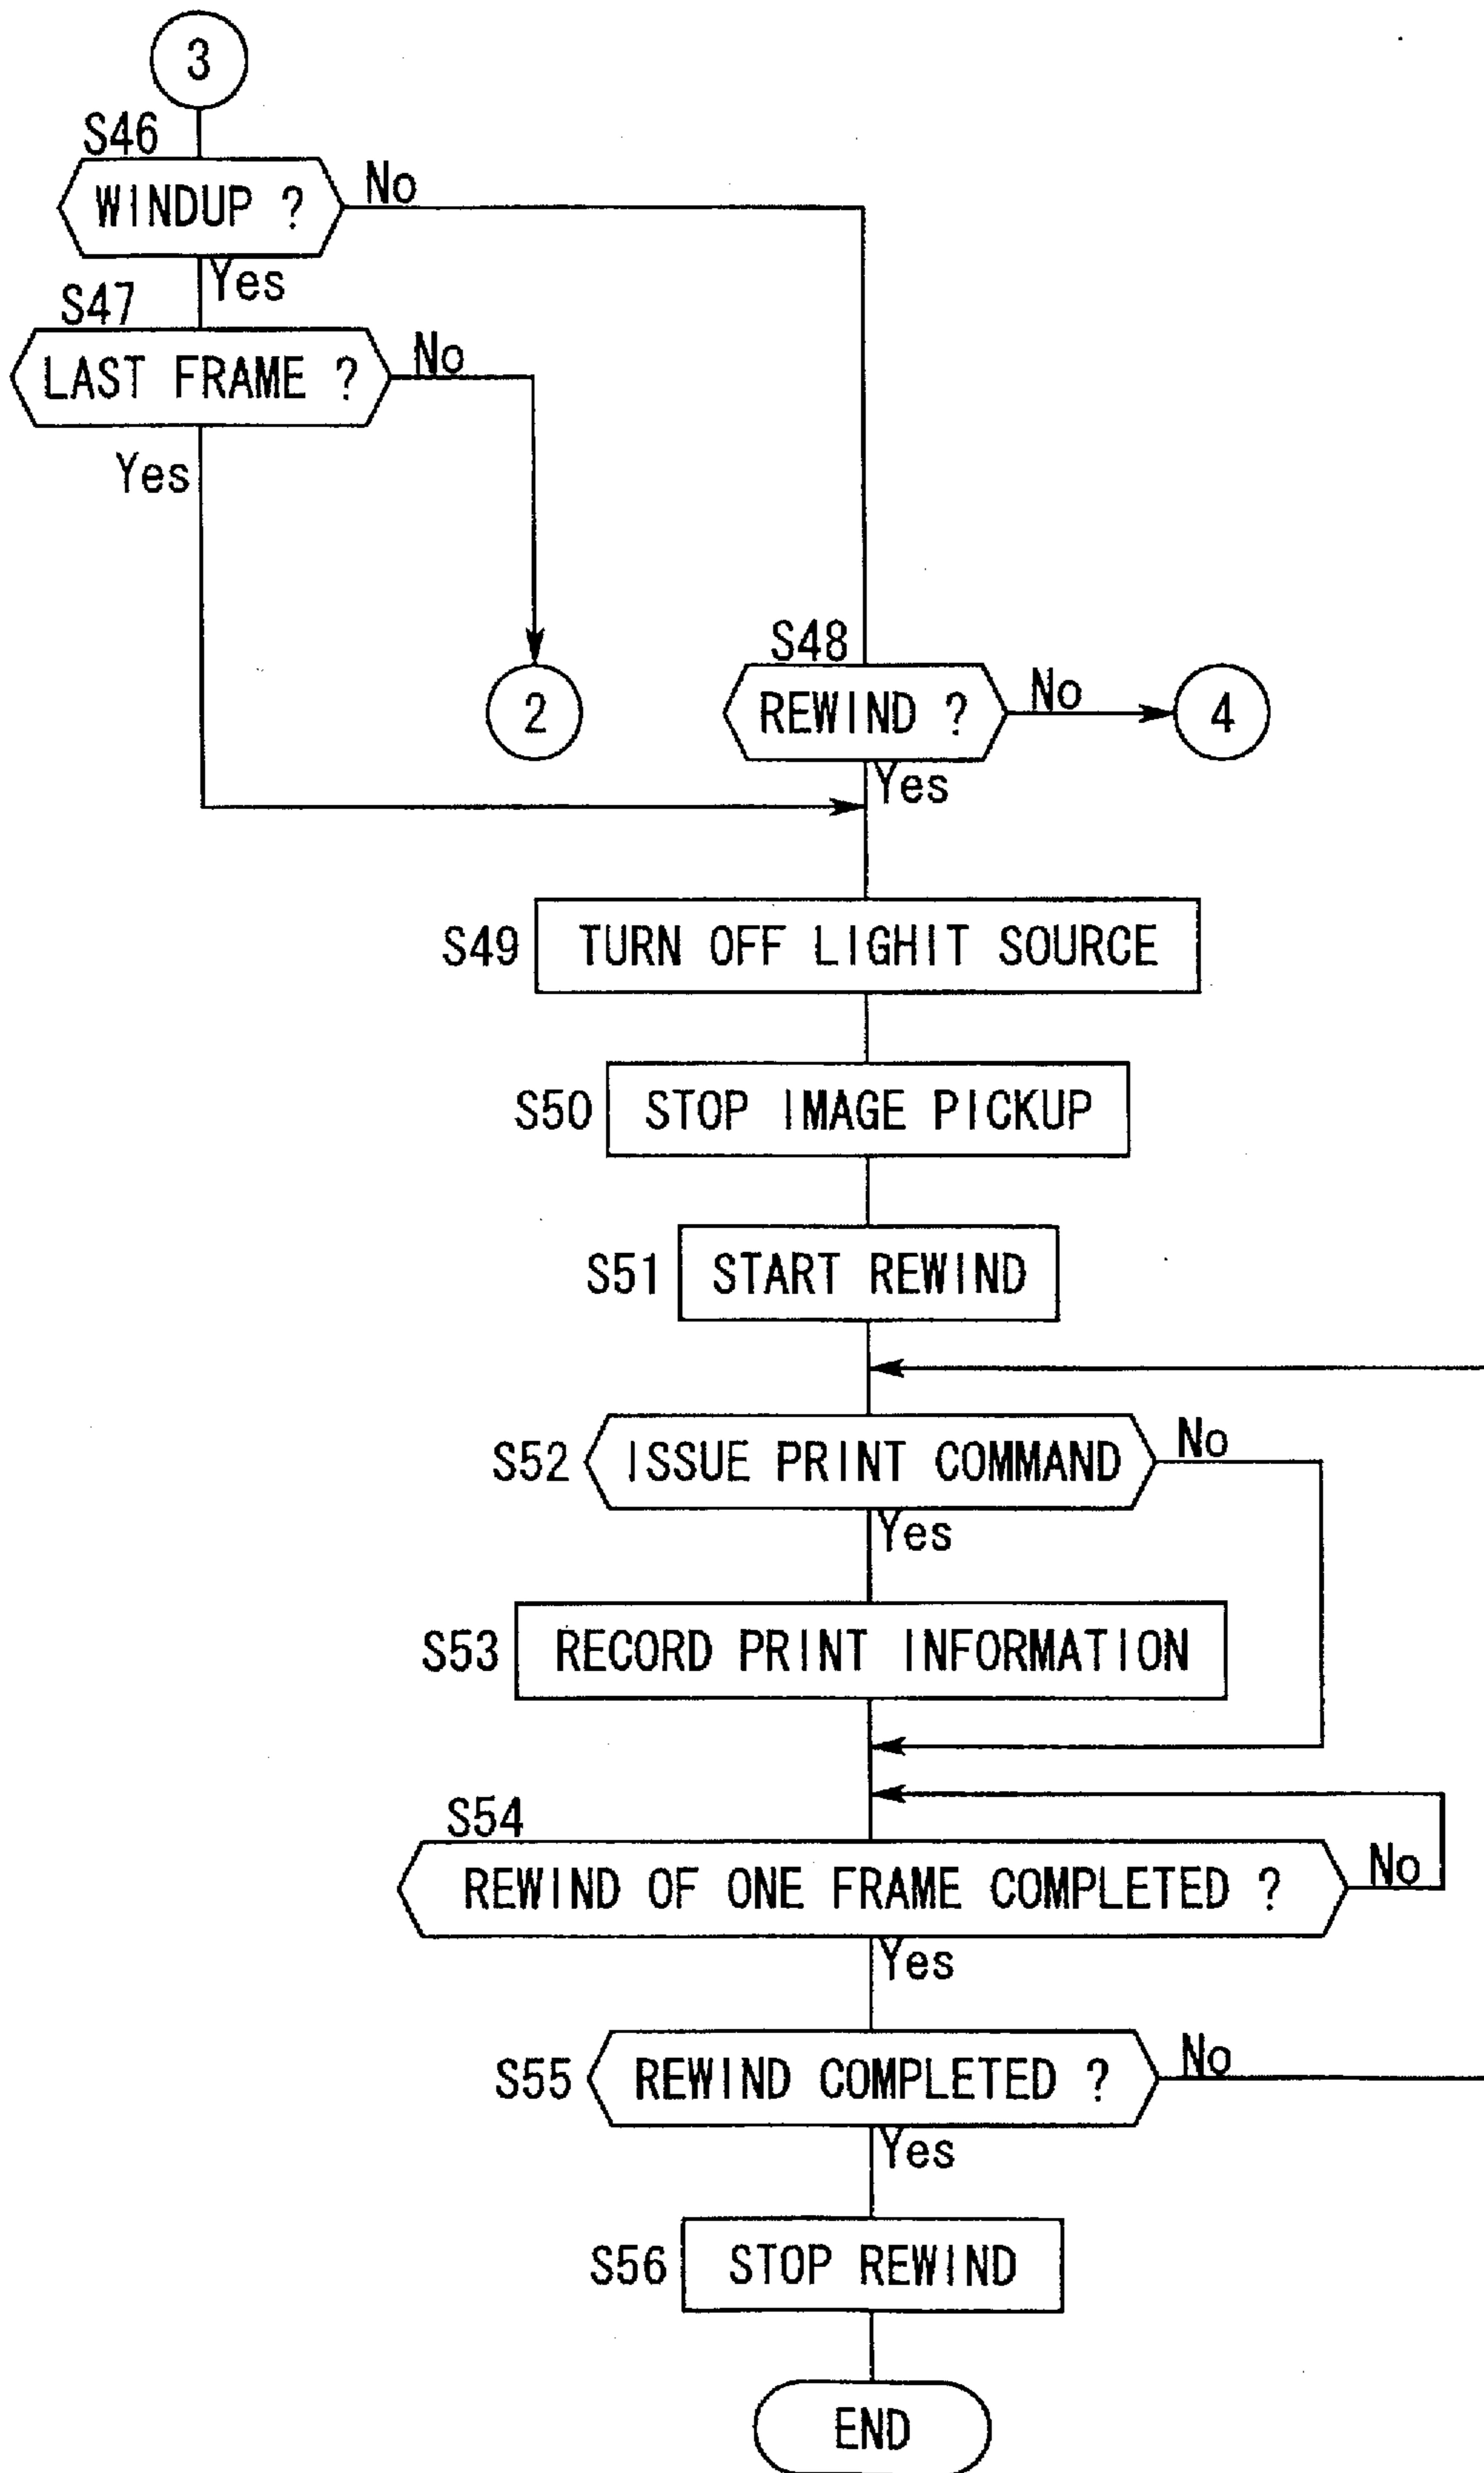 3
S46
WINDUP ?
No
Yes
S47
LAST FRAME ?
No
Yes
2
S48
REWIND ?
No
4
Yes
S49
TURN OFF LIGHIT SOURCE
S50
STOP IMAGE PICKUP
S51
START REWIND
S52
ISSUE PRINT COMMAND
No
Yes
S53
RECORD PRINT INFORMATION
S54
REWIND OF ONE FRAME COMPLETED ?
No
Yes
S55
REWIND COMPLETED ?
No
Yes
S56
STOP REWIND
END